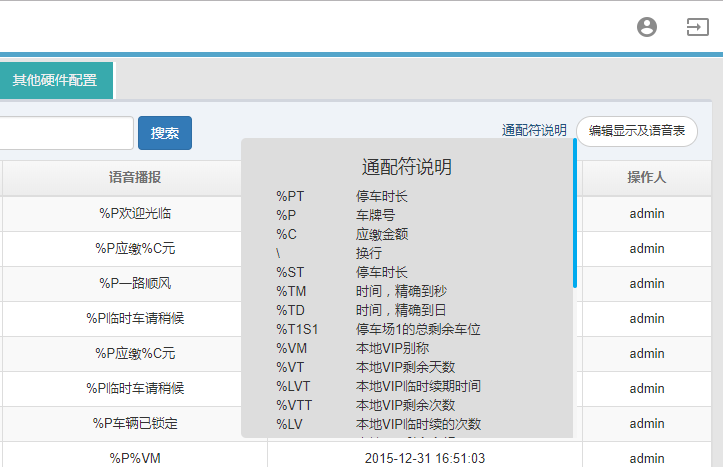 其他硬件配置
搜索
通配符说明
编辑显示及语音表
语音播报
操作人
%P欢迎光临
admin
%P应缴%C元
admin
%P一路顺风
admin
%P临时车请稍候
admin
%P应缴%C元
admin
%P临时车请稍候
admin
%P车辆已锁定
admin
%P%VM
2015-12-31 16:51:03
admin
通配符说明
%PT 停车时长
%P 车牌号
%C 应缴金额
\ 换行
%ST 停车时长
%TM 时间，精确到秒
%TD 时间，精确到日
%T1S1 停车场1的总剩余车位
%VM 本地VIP别称
%VT 本地VIP剩余天数
%LVT 本地VIP临时续期时间
%VTT 本地VIP剩余次数
%LV 本地VIP临时续的次数